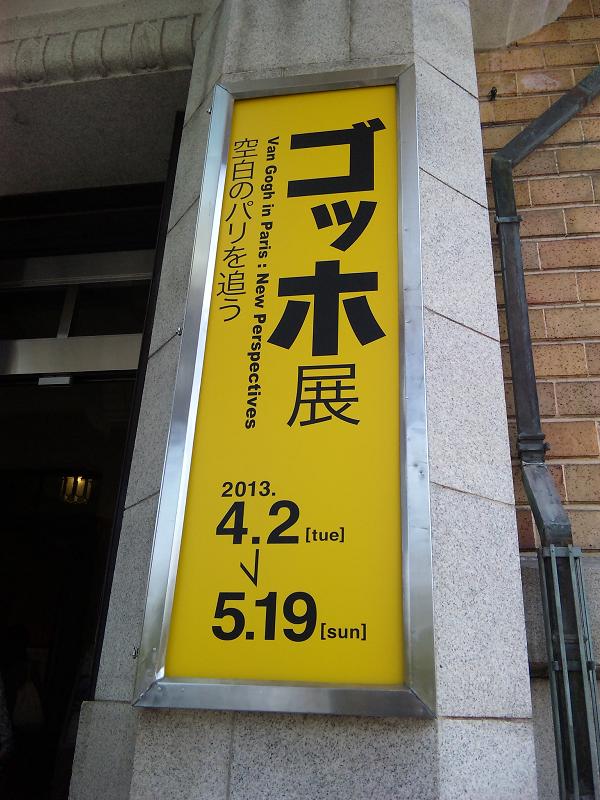 ゴッホ展
Van Gogh in Paris : New Perspectives
空白のパリを追う
2013.
4.2 [tue]
5.19 [sun]